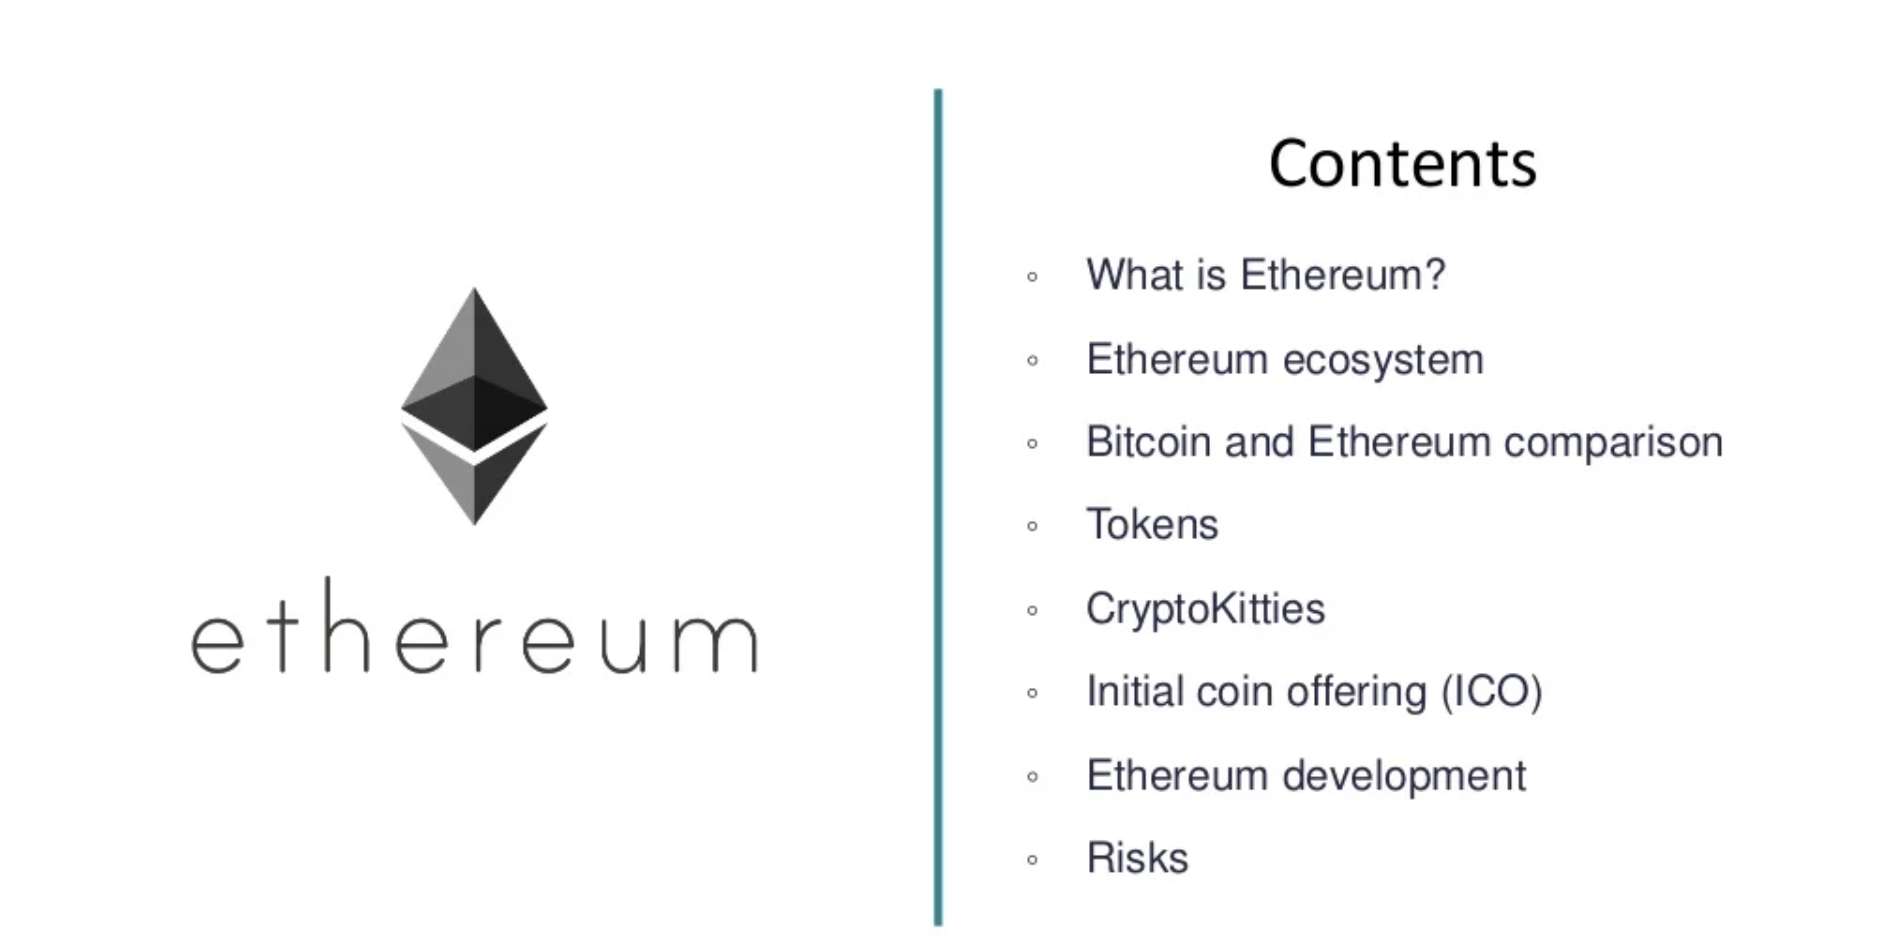 ethereum
Contents
What is Ethereum?
Ethereum ecosystem
Bitcoin and Ethereum comparison
Tokens
CryptoKitties
Initial coin offering (ICO)
Ethereum development
Risks